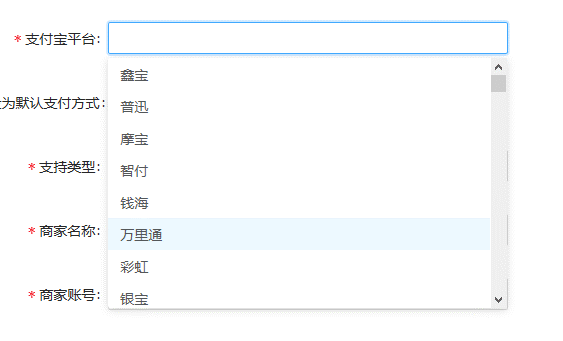 * 支付宝平台:
鑫宝
普迅
为默认支付方式:
摩宝
* 支持类型:
智付
钱海
* 商家名称:
万里通
彩虹
* 商家账号:
银宝